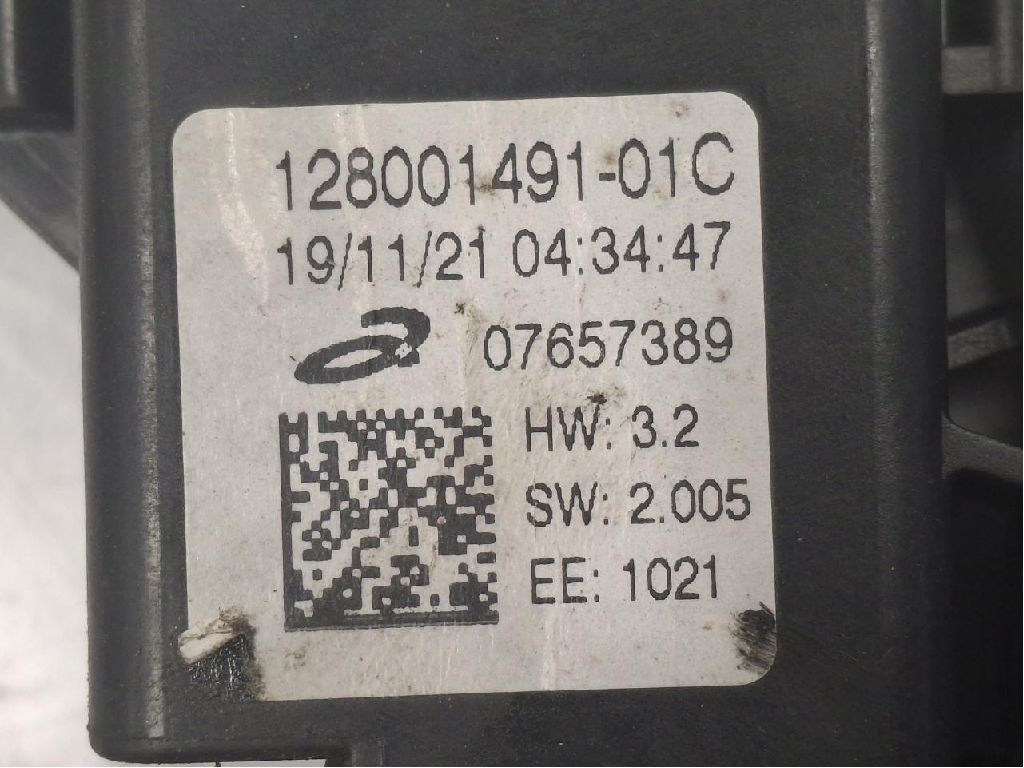 128001491-01C
19/11/21 04:34:47
07657389
HW: 3.2
SW: 2.005
EE: 1021